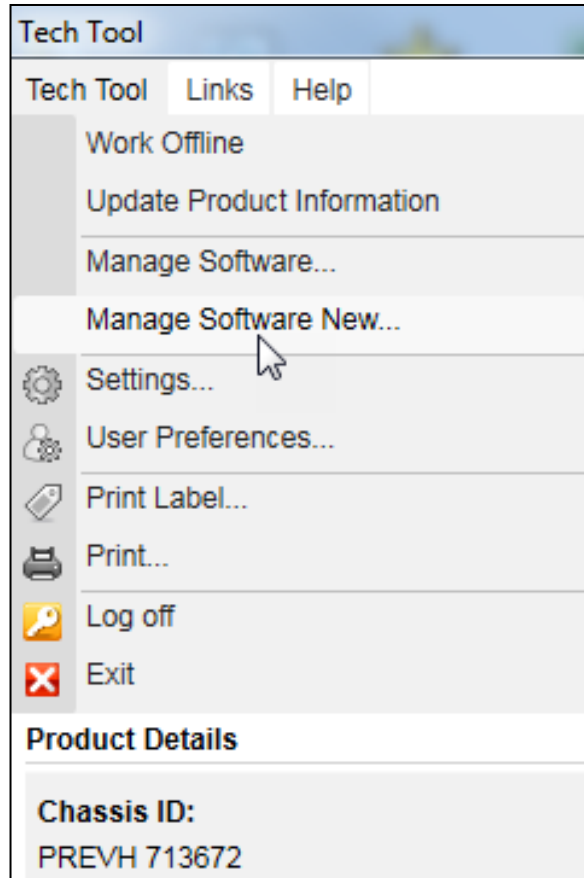 Tech Tool
Tech Tool Links Help
Work Offline
Update Product Information
Manage Software...
Manage Software New...
Settings...
User Preferences...
Print Label...
Print...
Log off
Exit
Product Details
Chassis ID:
PREVH 713672